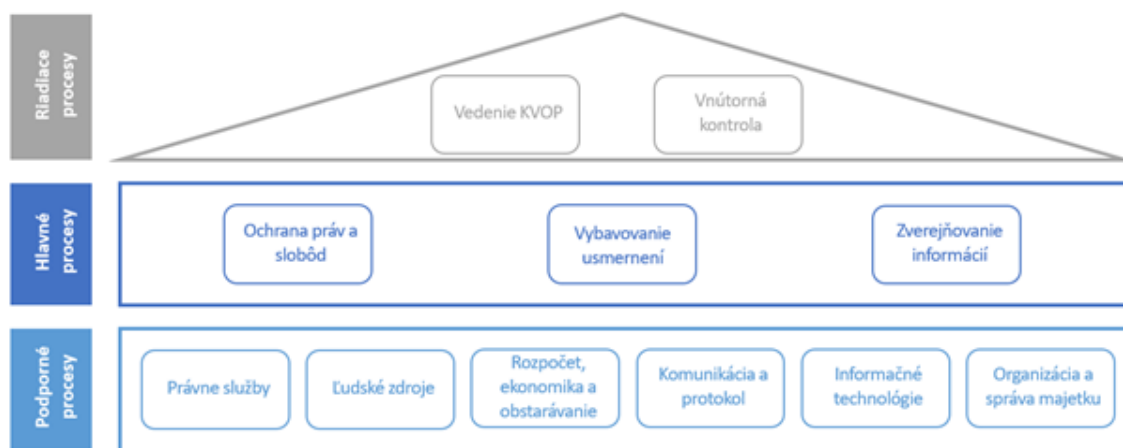 Riadiace
procesy
Vedenie KVOP
Vnútorná
kontrola
Hlavné
procesy
Ochrana práv a
slobôd
Vybavovanie
usmernení
Zverejňovanie
informácií
Podporné
procesy
Právne služby
Ľudské zdroje
Rozpočet,
ekonomika a
obstarávanie
Komunikácia a
protokol
Informačné
technológie
Organizácia a
správa majetku